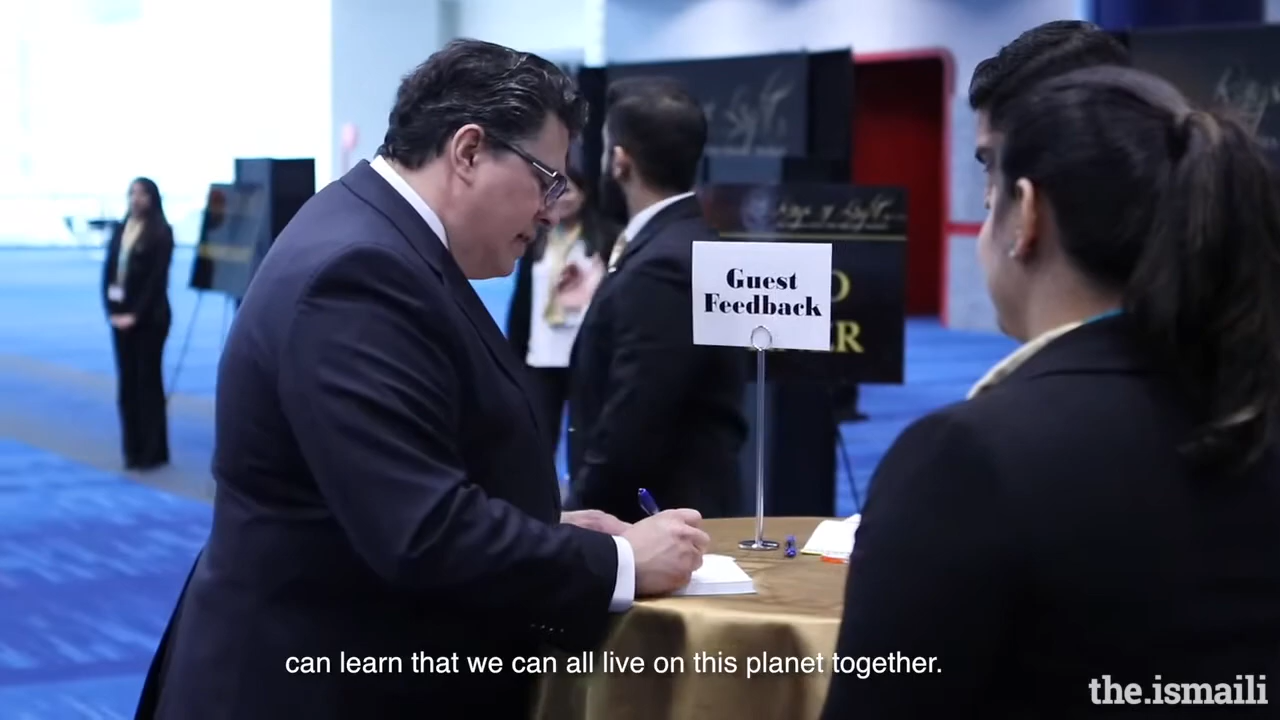 Guest
Feedback
can learn that we can all live on this planet together.
the.ismaili